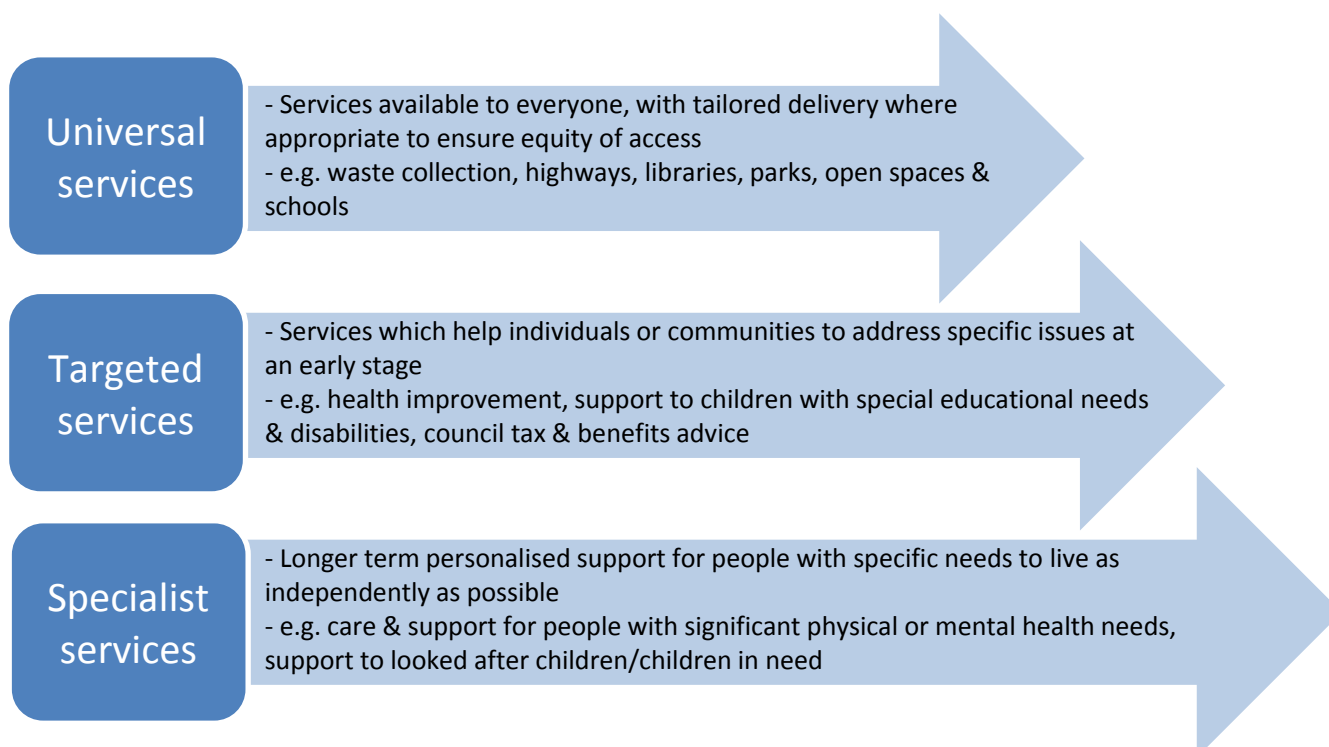 Universal
services
- Services available to everyone, with tailored delivery where
appropriate to ensure equity of access
- e.g. waste collection, highways, libraries, parks, open spaces &
schools
Targeted
services
- Services which help individuals or communities to address specific issues at
an early stage
- e.g. health improvement, support to children with special educational needs
& disabilities, council tax & benefits advice
Specialist
services
- Longer term personalised support for people with specific needs to live as
independently as possible
- e.g. care & support for people with significant physical or mental health needs,
support to looked after children/children in need